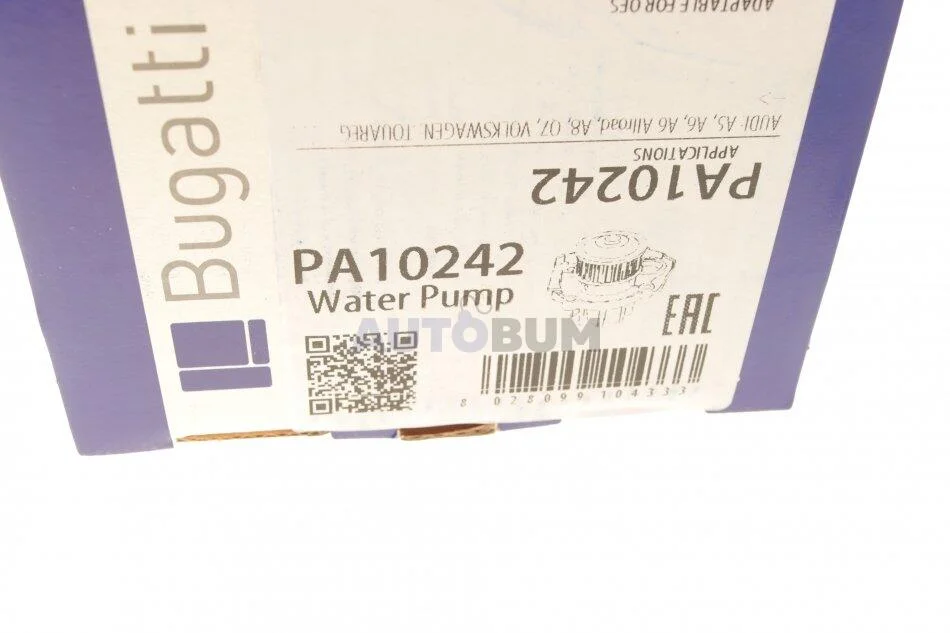 Bugatti
ADAPTABLE FOR OES
AUDI- A5, A6, A6 Allroad, A8, Q7, VOLKSWAGEN- TOUAREG
APPLICATIONS
PA10242
PA10242
Water Pump
AUTOBUM
EAC
8 028099 104333